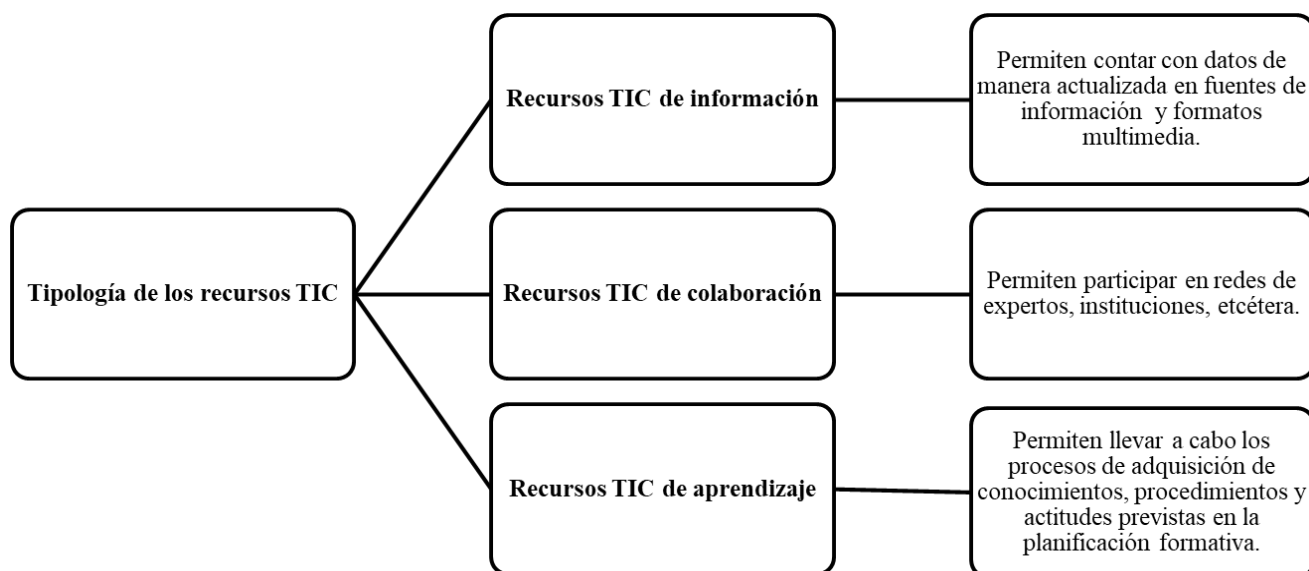 Tipología de los recursos TIC
Recursos TIC de información
Permiten contar con datos de
manera actualizada en fuentes de
información y formatos
multimedia.
Recursos TIC de colaboración
Permiten participar en redes de
expertos, instituciones, etcétera.
Recursos TIC de aprendizaje
Permiten llevar a cabo los
procesos de adquisición de
conocimientos, procedimientos y
actitudes previstas en la
planificación formativa.